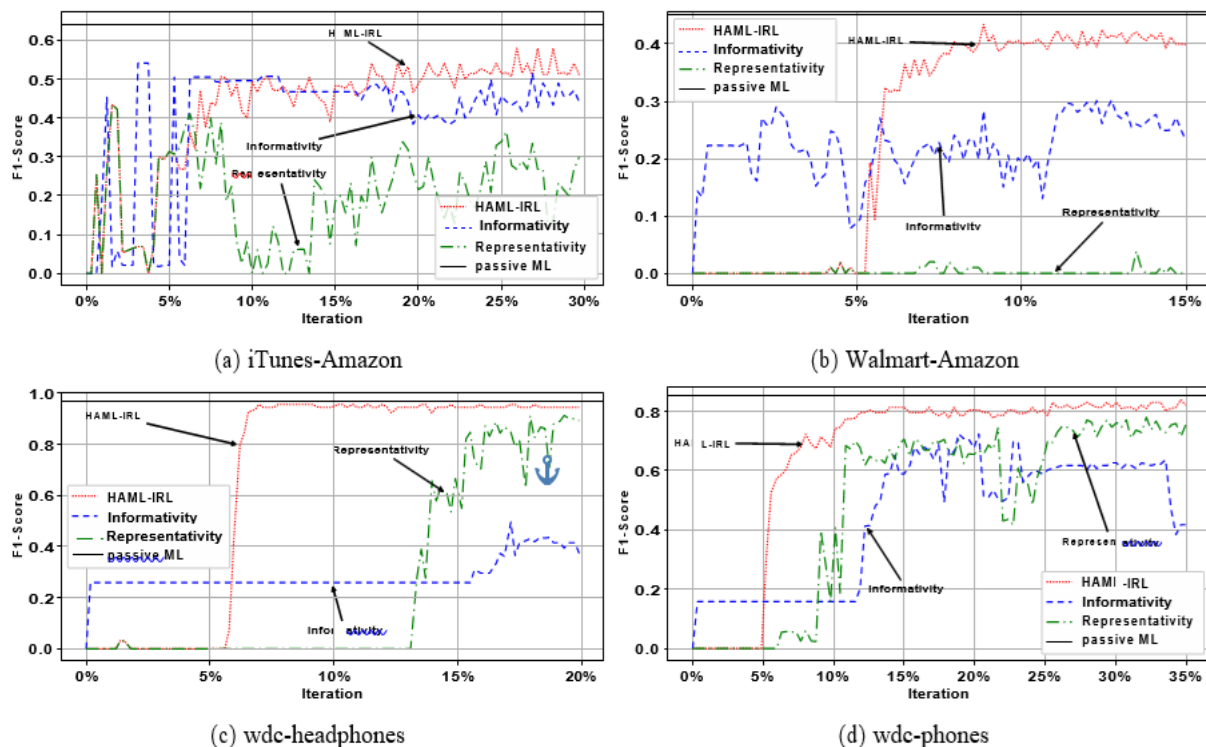 0.6
0.5
0.4
0.3
0.2
0.1
0.0
F1-Score
HAML-IRL
Informativity
Representativity
HAML-IRL
Informativity
Representativity
passive ML
0% 5% 10% 15% 20% 25% 30%
Iteration
(a) iTunes-Amazon
0.4
0.3
0.2
0.1
0.0
F1-Score
HAML-IRL
Informativity
Representativity
passive ML
HAML-IRL
Informativity
Representativity
0% 5% 10% 15%
Iteration
(b) Walmart-Amazon
1.0
0.8
0.6
0.4
0.2
0.0
F1-Score
HAML-IRL
Representativity
HAML-IRL
Informativity
Representativity
passive ML
Informativity
0% 5% 10% 15% 20%
Iteration
(c) wdc-headphones
0.8
0.6
0.4
0.2
0.0
F1-Score
HAML-IRL
Representativity
Informativity
HAML-IRL
Informativity
Representativity
passive ML
0% 5% 10% 15% 20% 25% 30% 35%
Iteration
(d) wdc-phones